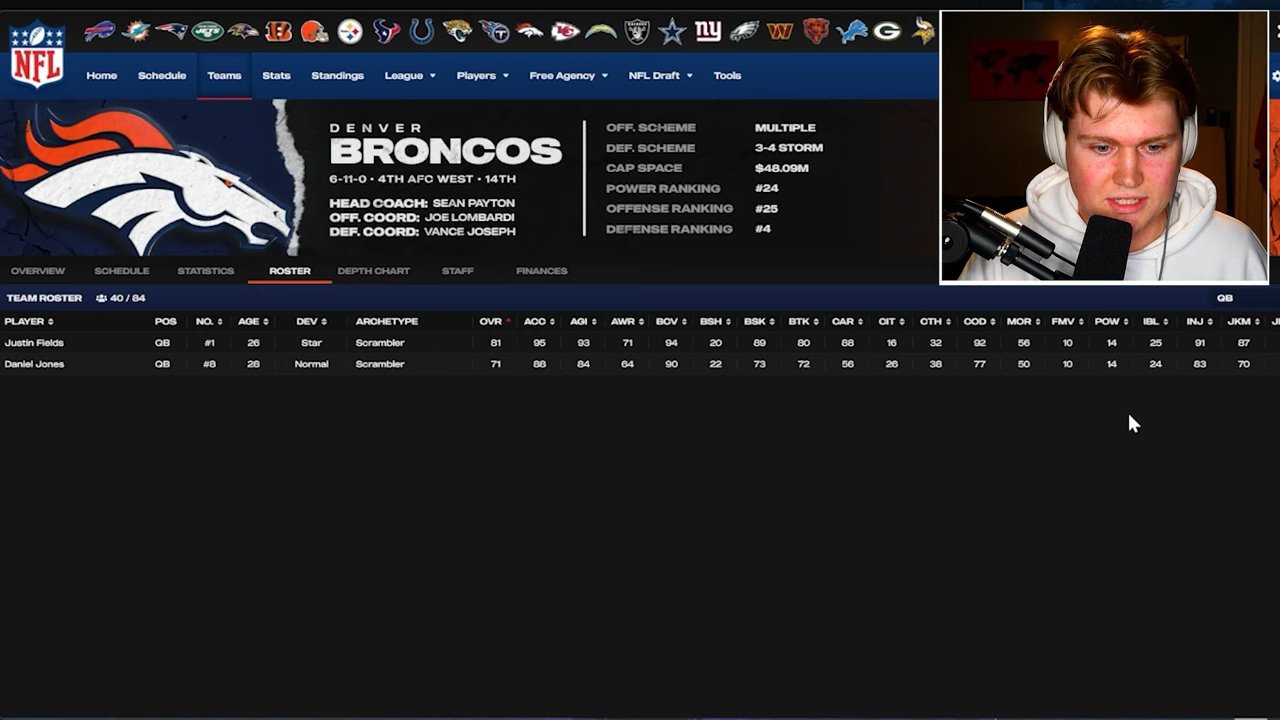 NFL
Home Schedule Teams Stats Standings League Players Free Agency NFL Draft Tools
DENVER
BRONCOS
6-11-0 • 4TH AFC WEST • 14TH
HEAD COACH: SEAN PAYTON
OFF. COORD: JOE LOMBARDI
DEF. COORD: VANCE JOSEPH
OFF. SCHEME MULTIPLE
DEF. SCHEME 3-4 STORM
CAP SPACE $48.09M
POWER RANKING #24
OFFENSE RANKING #25
DEFENSE RANKING #4
OVERVIEW SCHEDULE STATISTICS ROSTER DEPTH CHART STAFF FINANCES
TEAM ROSTER 40 / 84 QB
PLAYER POS NO. AGE DEV ARCHETYPE OVR ACC AGI AWR BCV BSH BSK BTK CAR CIT CTH COD MOR FMV POW IBL INJ JKM
Justin Fields QB #1 26 Star Scrambler 81 95 93 71 94 20 89 80 88 16 32 92 56 10 14 25 91 87
Daniel Jones QB #8 28 Normal Scrambler 71 88 84 64 90 22 73 72 56 26 38 77 50 10 14 24 83 70